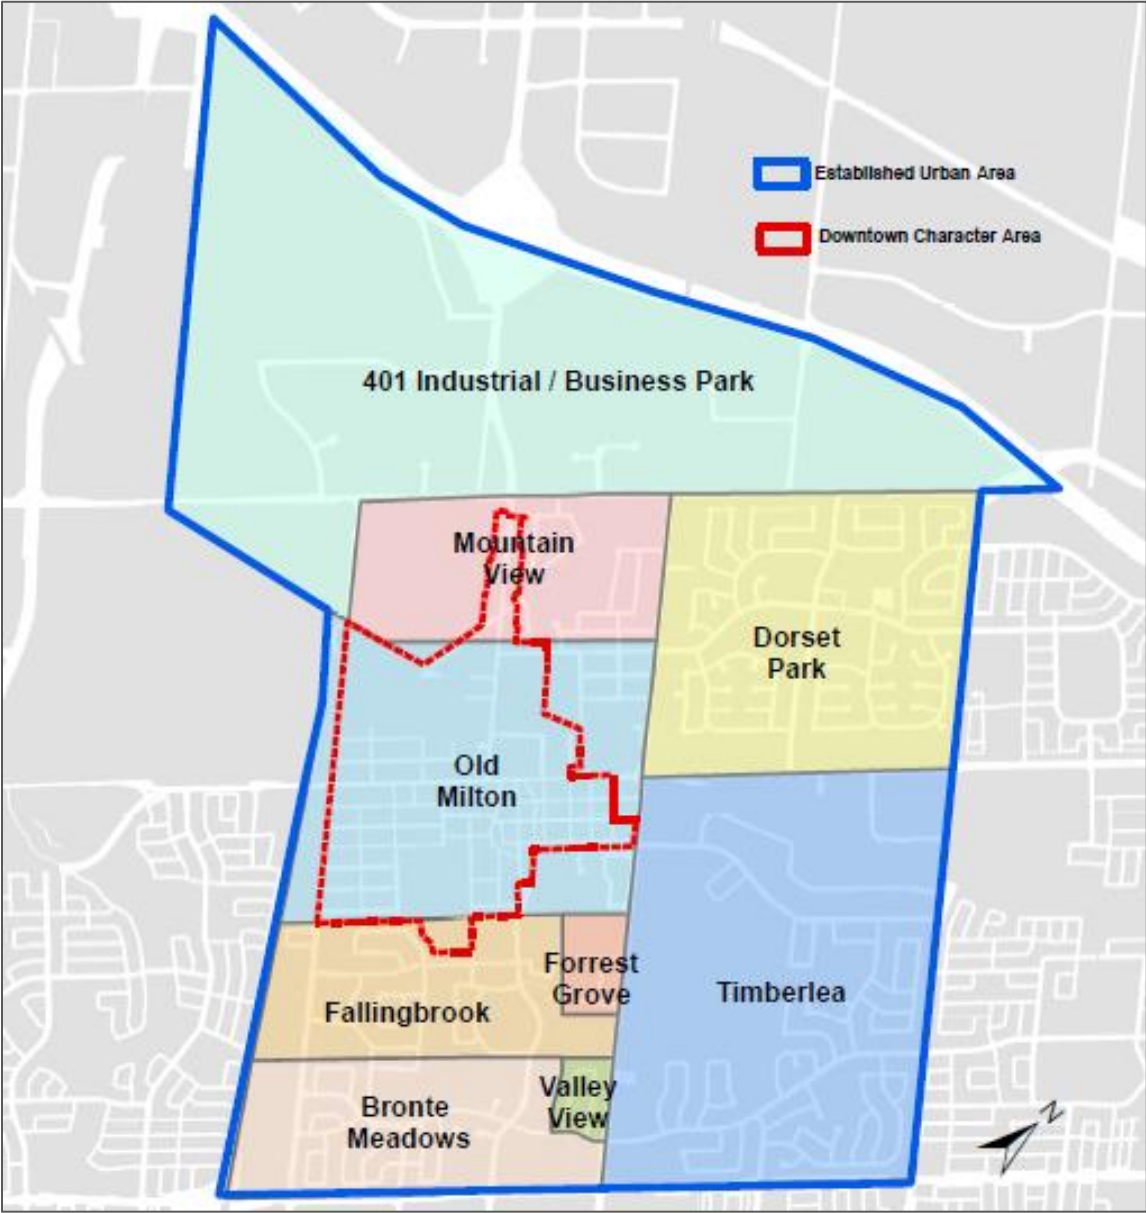 Established Urban Area
Downtown Character Area
401 Industrial / Business Park
Mountain
View
Dorset
Park
Old
Milton
Forrest
Grove
Fallingbrook
Timberlea
Valley
View
Bronte
Meadows
N